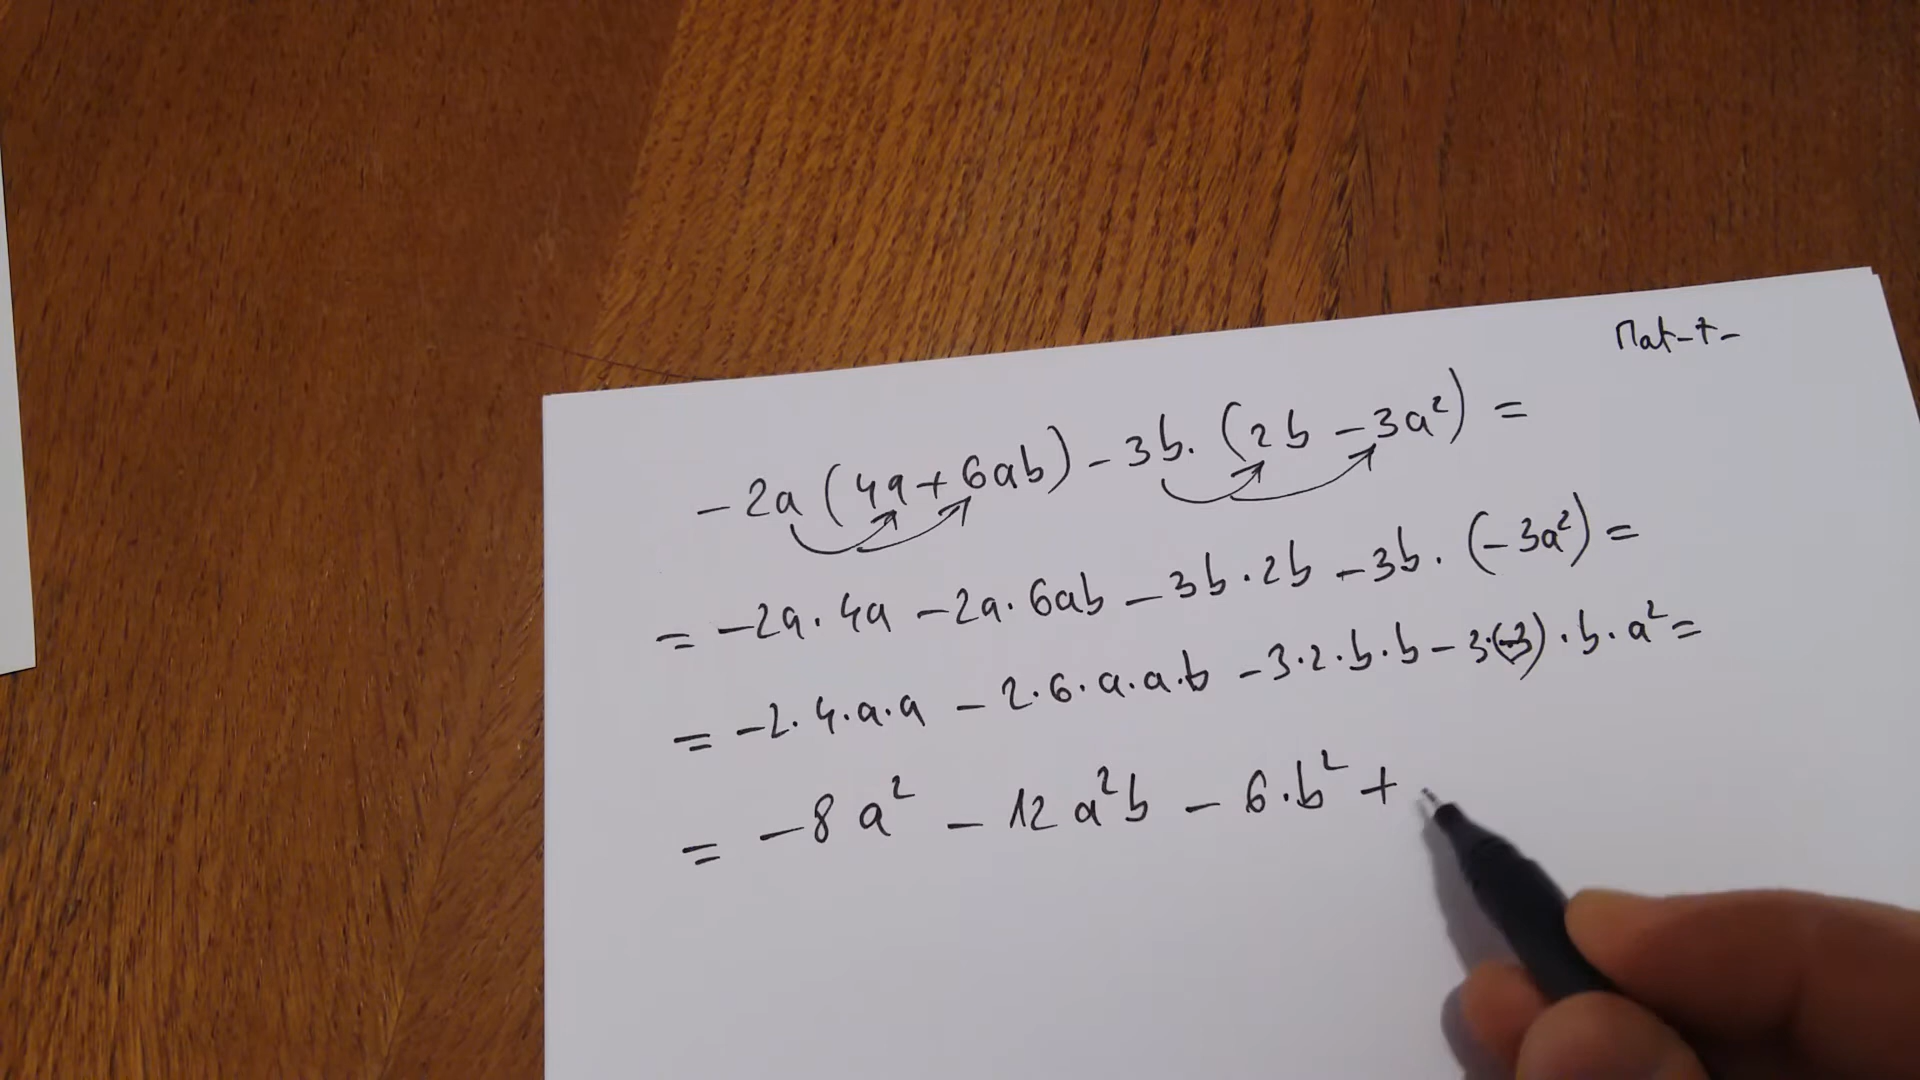 Πακ-τ-
-2a(4a+6ab)-3b·(2b-3a²)=
=-2a·4a-2a·6ab-3b·2b-3b·(-3a²)=
=-2·4·a·a-2·6·a·a·b-3·2·b·b-3·(-3)·b·a²=
=-8a²-12a²b-6·b²+